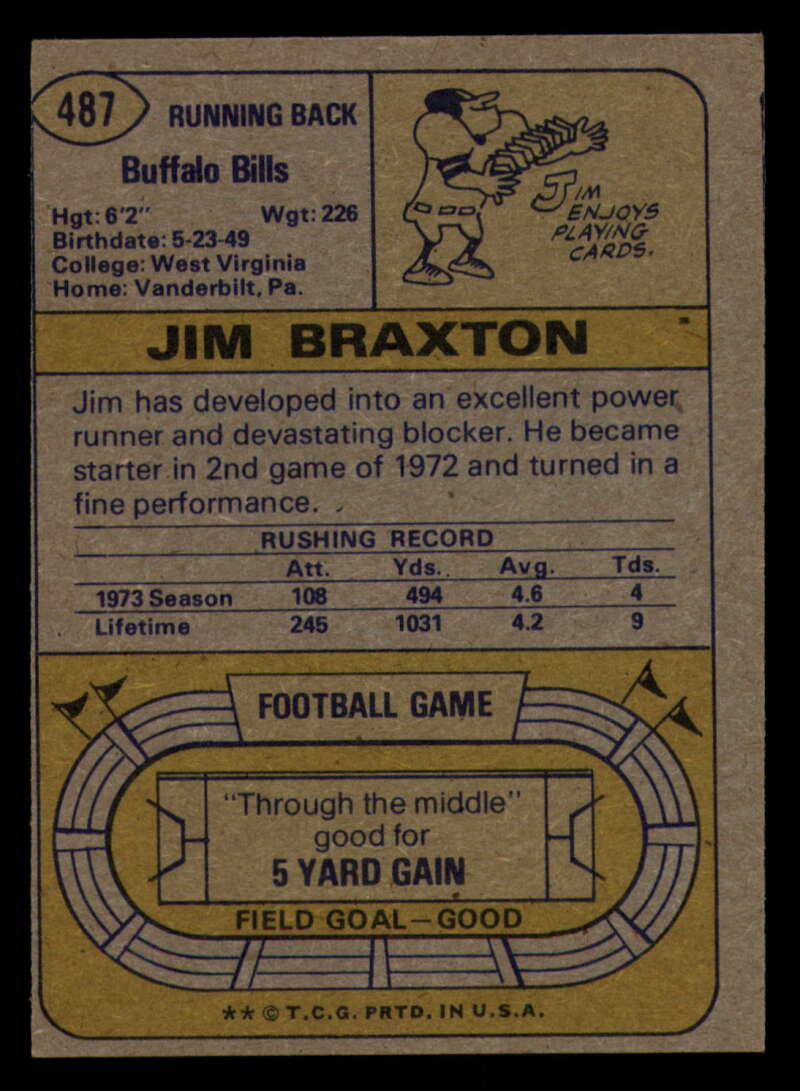 487
RUNNING BACK
Buffalo Bills
Hgt: 6'2" Wgt: 226
Birthdate: 5-23-49
College: West Virginia
Home: Vanderbilt, Pa.
JIM
ENJOYS
PLAYING
CARDS.
JIM BRAXTON
Jim has developed into an excellent power
runner and devastating blocker. He became
starter in 2nd game of 1972 and turned in a
fine performance.
RUSHING RECORD
Att. Yds. Avg. Tds.
1973 Season 108 494 4.6 4
Lifetime 245 1031 4.2 9
FOOTBALL GAME
"Through the middle"
good for
5 YARD GAIN
FIELD GOAL—GOOD
** © T.C.G. PRTD. IN U.S.A.